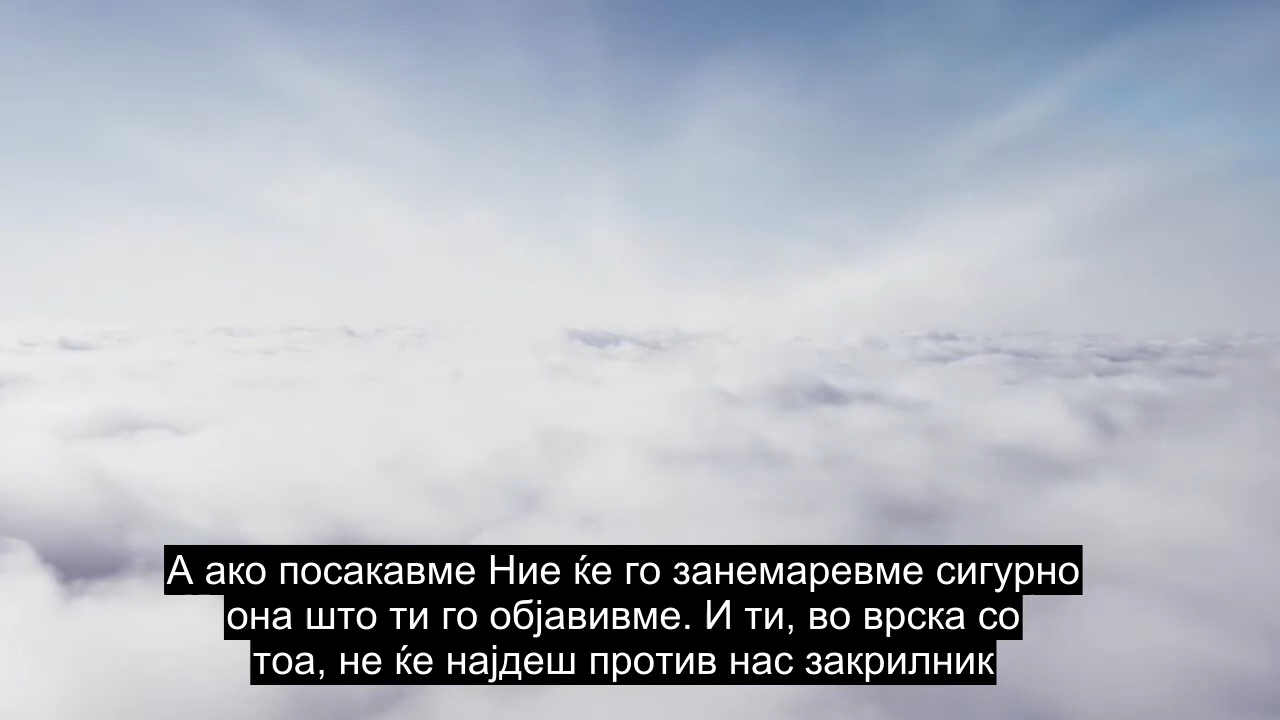 А ако посакавме Ние ќе го занемаревме сигурно
она што ти го објавивме. И ти, во врска со
тоа, не ќе најдеш против нас закрилник